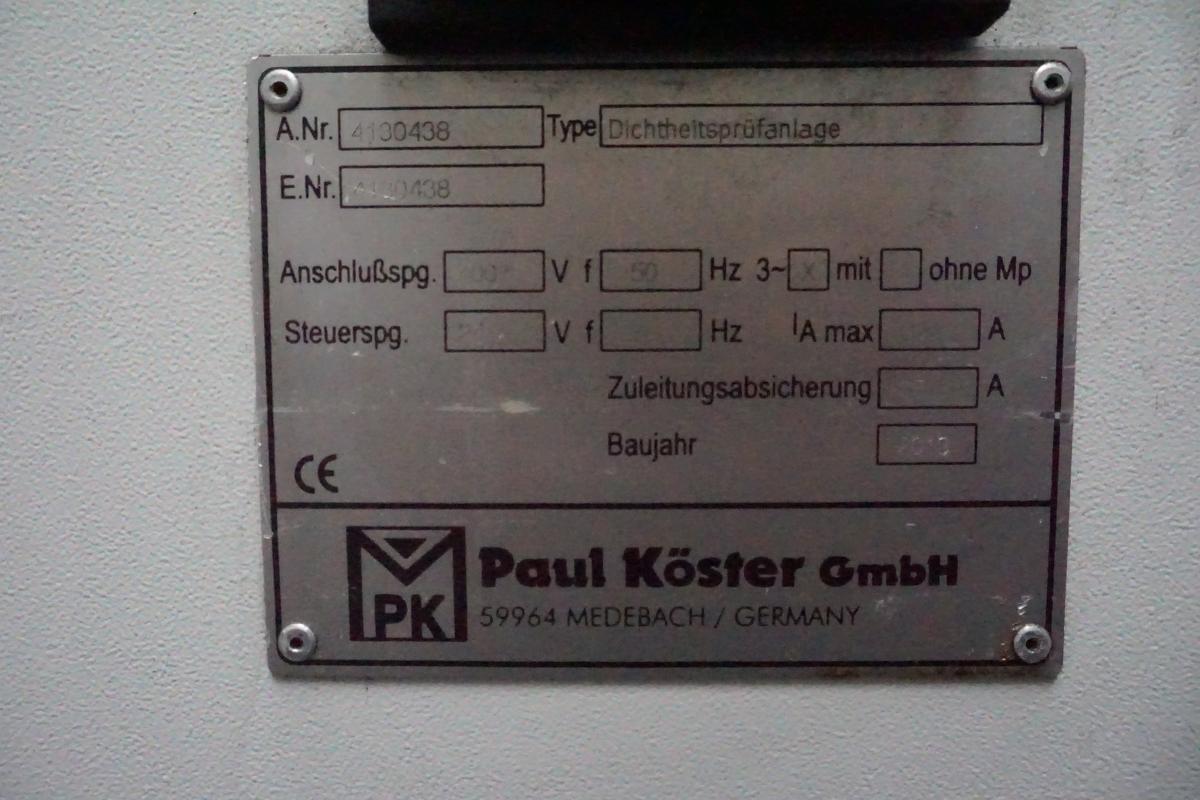 A.Nr. 4130438 Type Dichtheitsprüfanlage
E.Nr. 4130438
Anschlußspg. V f 50 Hz 3~ X mit ohne Mp
Steuerspg. V f Hz IA max A
Zuleitungsabsicherung A
Baujahr
CE
PK Paul Köster GmbH
59964 MEDEBACH / GERMANY